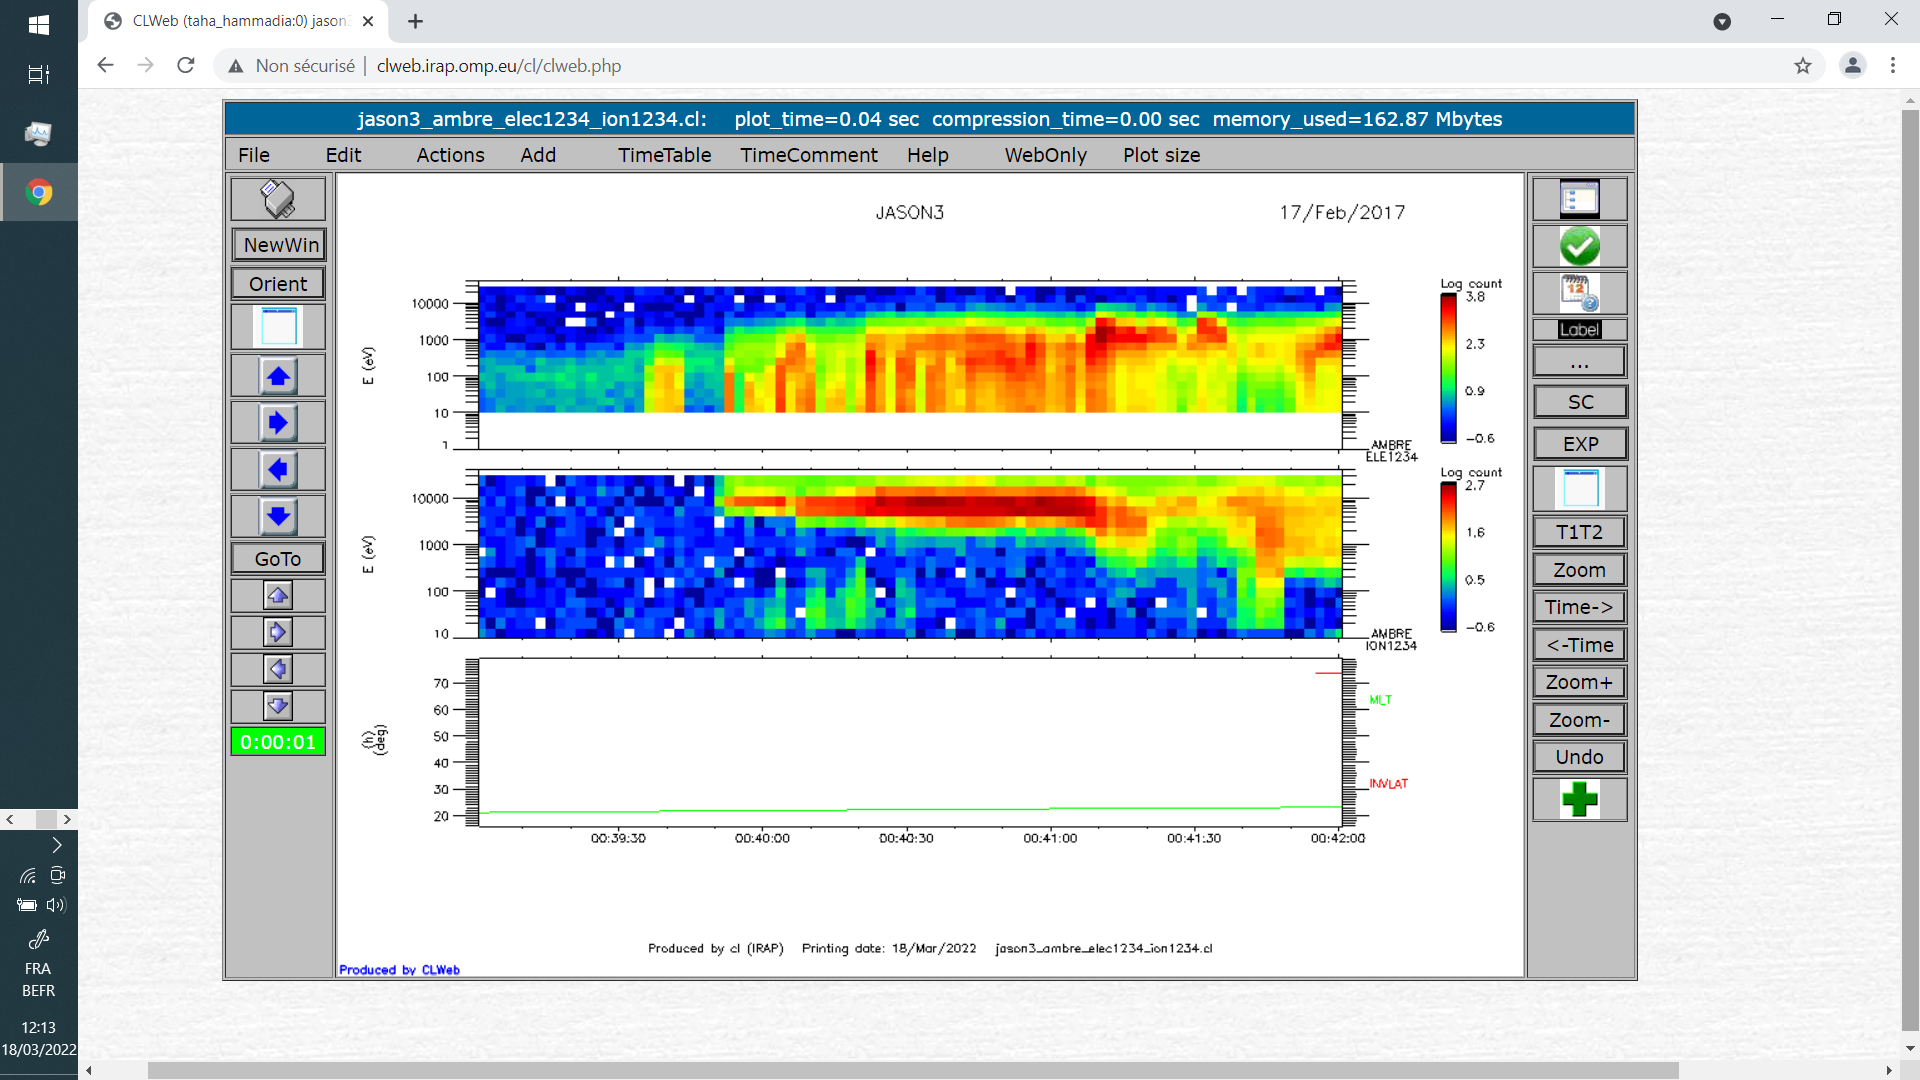 CLWeb (taha_hammadia:0) jason3
Non sécurisé | clweb.irap.omp.eu/cl/clweb.php
jason3_ambre_elec1234_ion1234.cl: plot_time=0.04 sec compression_time=0.00 sec memory_used=162.87 Mbytes
File Edit Actions Add TimeTable TimeComment Help WebOnly Plot size
NewWin
Orient
GoTo
0:00:01
JASON3 17/Feb/2017
10000
1000
100
10
1
E (eV)
Log count
3.8
2.3
0.9
-0.6
AMBRE
ELE1234
10000
1000
100
10
E (eV)
Log count
2.7
1.6
0.5
-0.6
AMBRE
ION1234
70
60
50
40
30
20
(h)
(deg)
MLT
INVLAT
00:39:30 00:40:00 00:40:30 00:41:00 00:41:30 00:42:00
Produced by cl (IRAP) Printing date: 18/Mar/2022 jason3_ambre_elec1234_ion1234.cl
Produced by CLWeb
12
Label
...
SC
EXP
T1T2
Zoom
Time->
<-Time
Zoom+
Zoom-
Undo
FRA
BEFR
12:13
18/03/2022